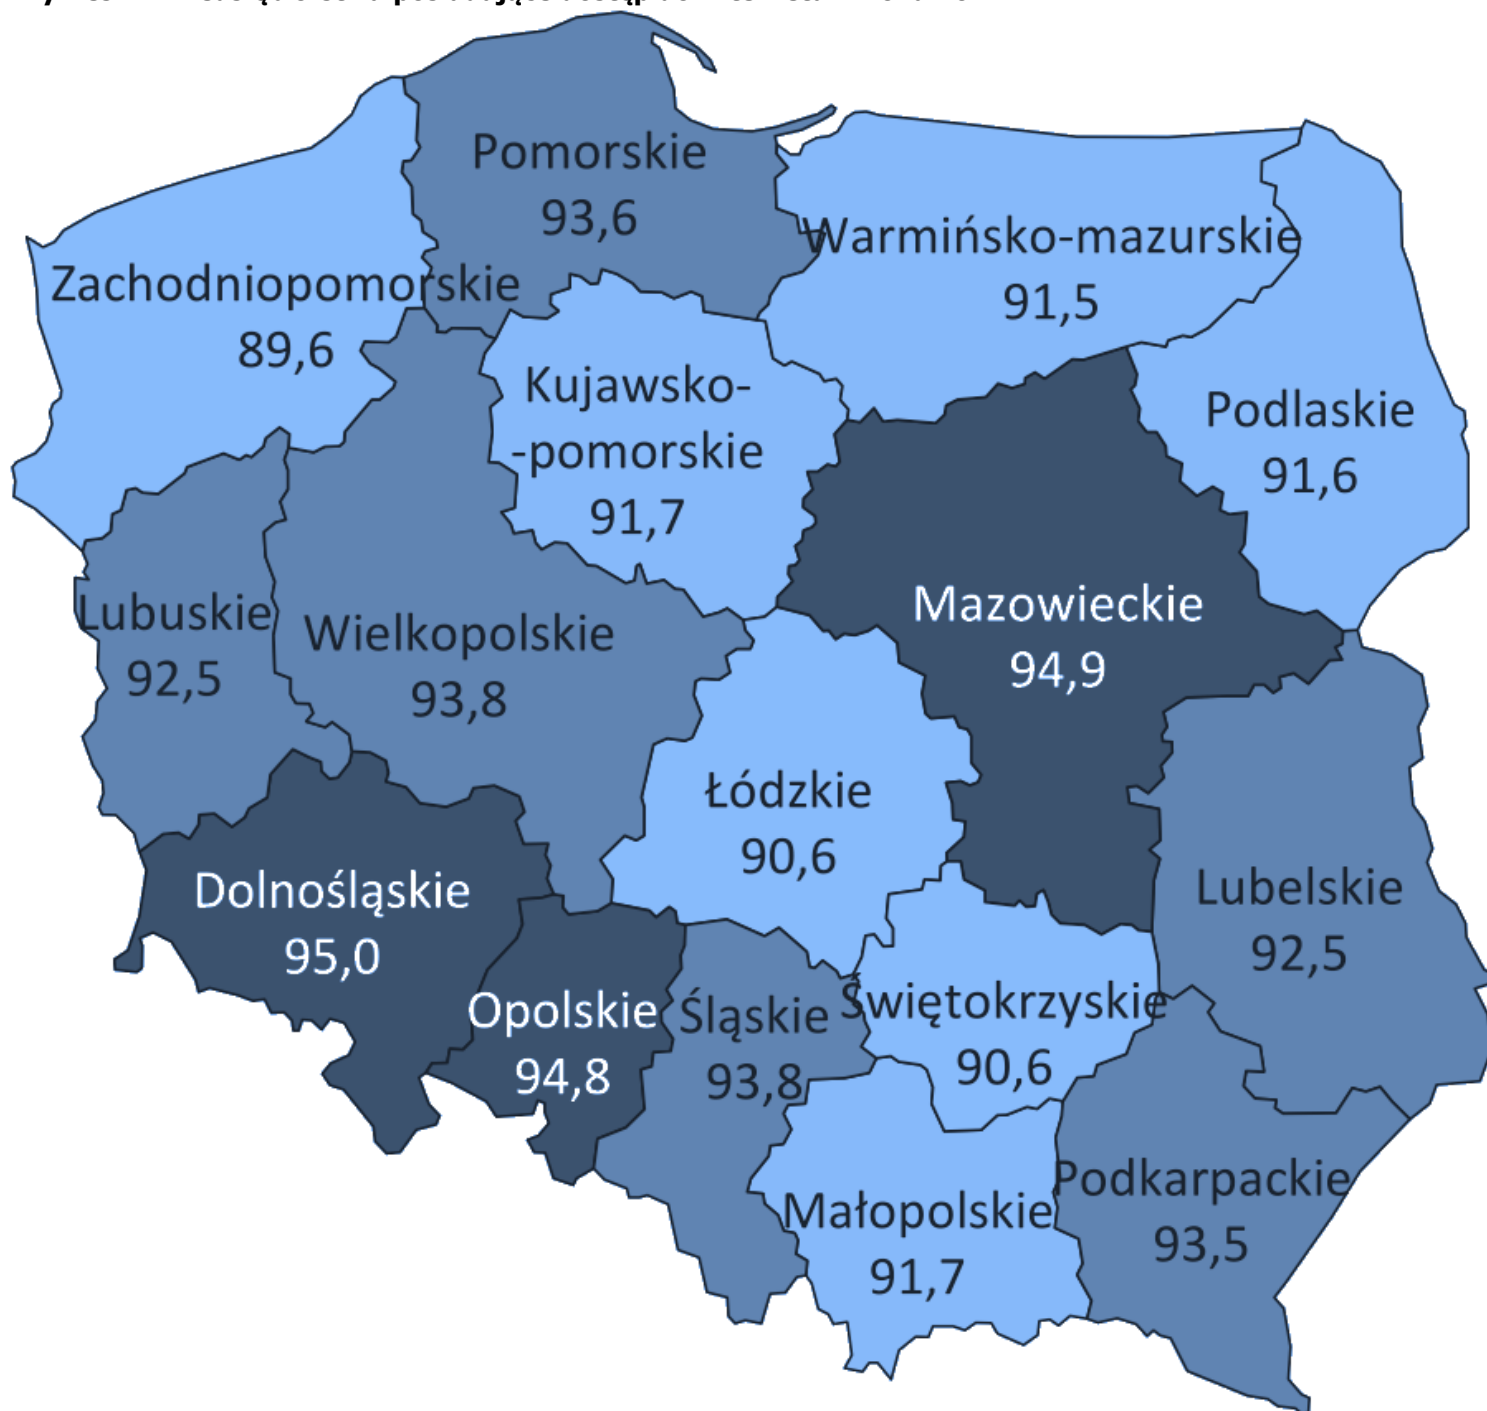 Pomorskie
93,6
Warmińsko-mazurskie
91,5
Zachodniopomorskie
89,6
Kujawsko-
-pomorskie
91,7
Podlaskie
91,6
Mazowieckie
94,9
Lubuskie
92,5
Wielkopolskie
93,8
Łódzkie
90,6
Dolnośląskie
95,0
Lubelskie
92,5
Opolskie
94,8
Śląskie
93,8
Świętokrzyskie
90,6
Podkarpackie
93,5
Małopolskie
91,7